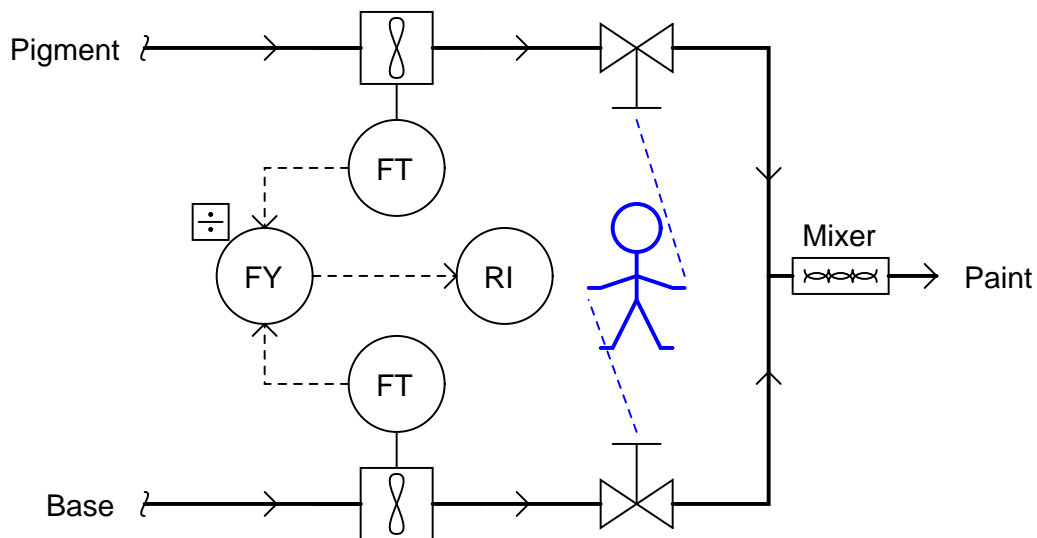 Pigment
FT
÷
FY
RI
Mixer
Paint
FT
Base